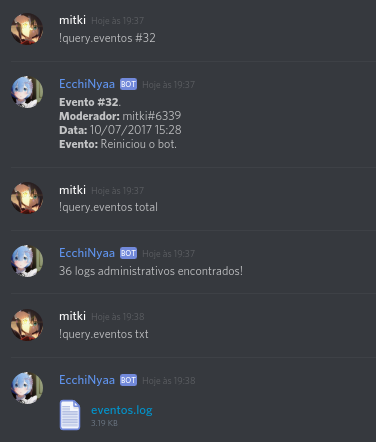 mitki Hoje às 19:37
!query.eventos #32
EcchiNyaa BOT Hoje às 19:37
Evento #32.
Moderador: mitki#6339
Data: 10/07/2017 15:28
Evento: Reiniciou o bot.
mitki Hoje às 19:37
!query.eventos total
EcchiNyaa BOT Hoje às 19:37
36 logs administrativos encontrados!
mitki Hoje às 19:38
!query.eventos txt
EcchiNyaa BOT Hoje às 19:38
eventos.log
3.19 KB